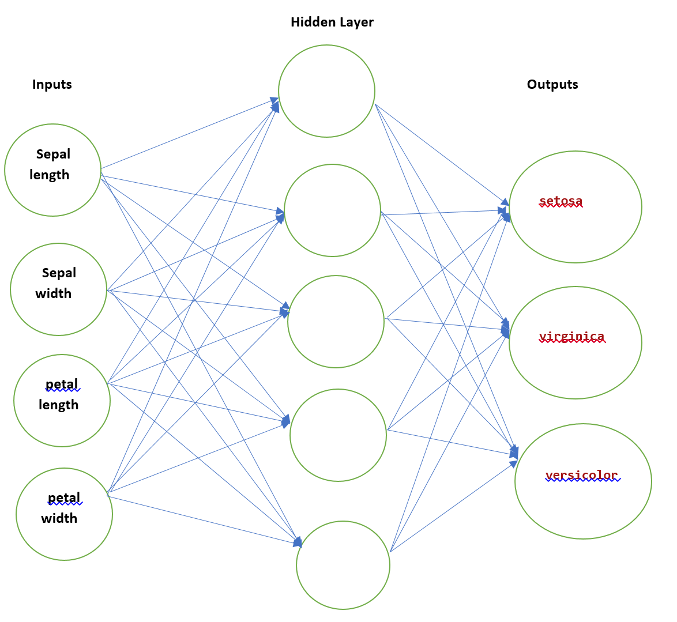 Hidden Layer
Inputs
Outputs
Sepal
length
setosa
Sepal
width
virginica
petal
length
versicolor
petal
width